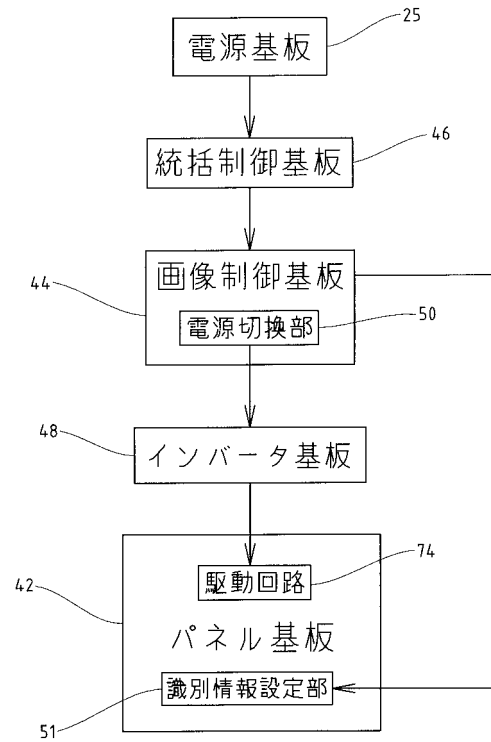 電源基板
25
統括制御基板
46
画像制御基板
44
電源切換部
50
48
インバータ基板
74
駆動回路
42
パネル基板
識別情報設定部
51